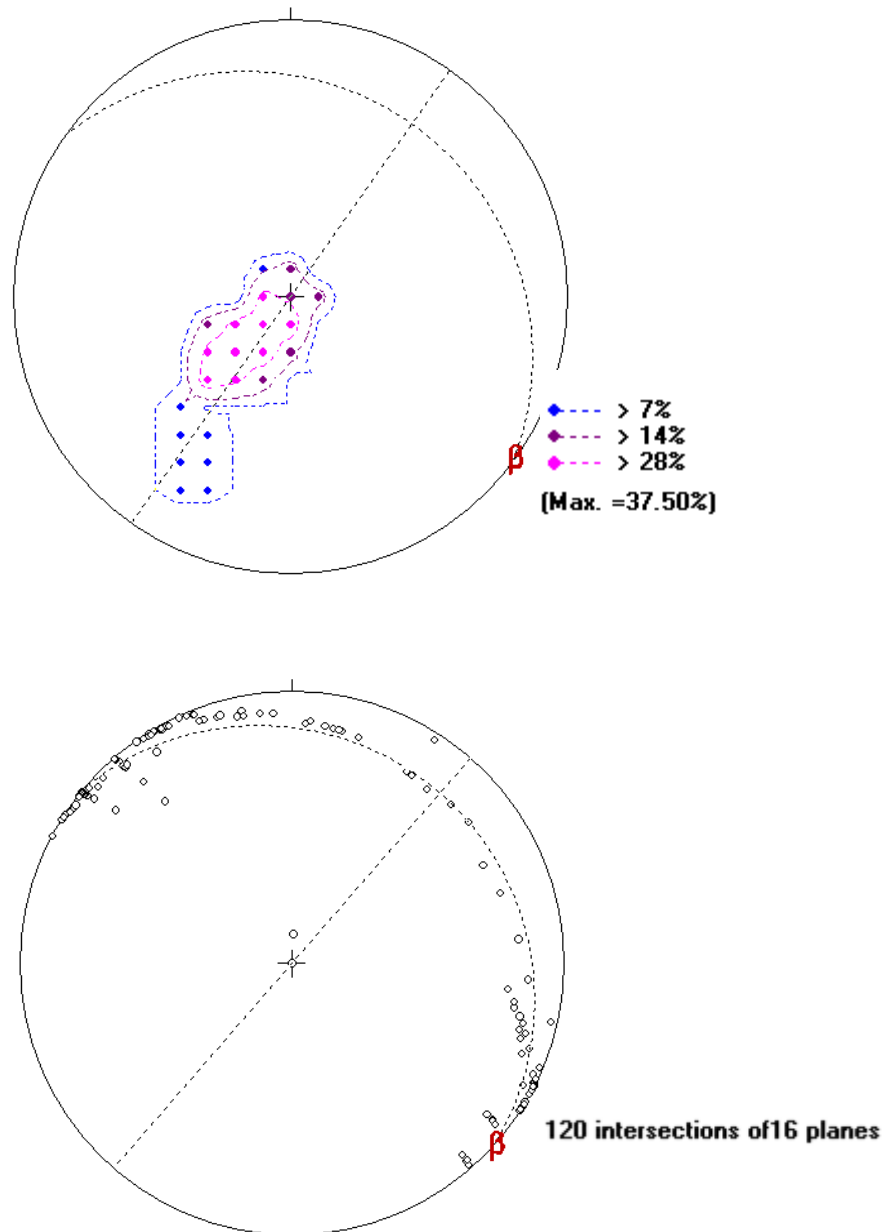 > 7%
β
> 14%
> 28%
(Max. =37.50%)
120 intersections of16 planes
β